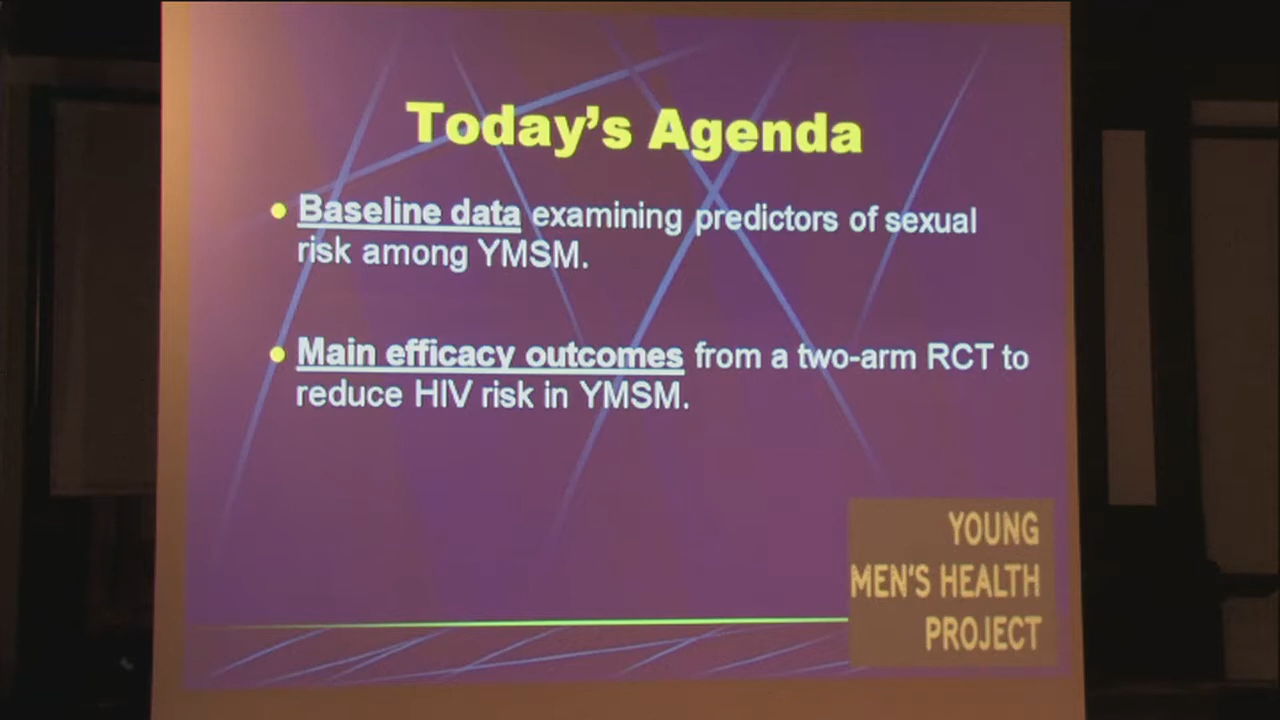 Today's Agenda
Baseline data examining predictors of sexual
risk among YMSM.
Main efficacy outcomes from a two-arm RCT to
reduce HIV risk in YMSM.
YOUNG
MEN'S HEALTH
PROJECT